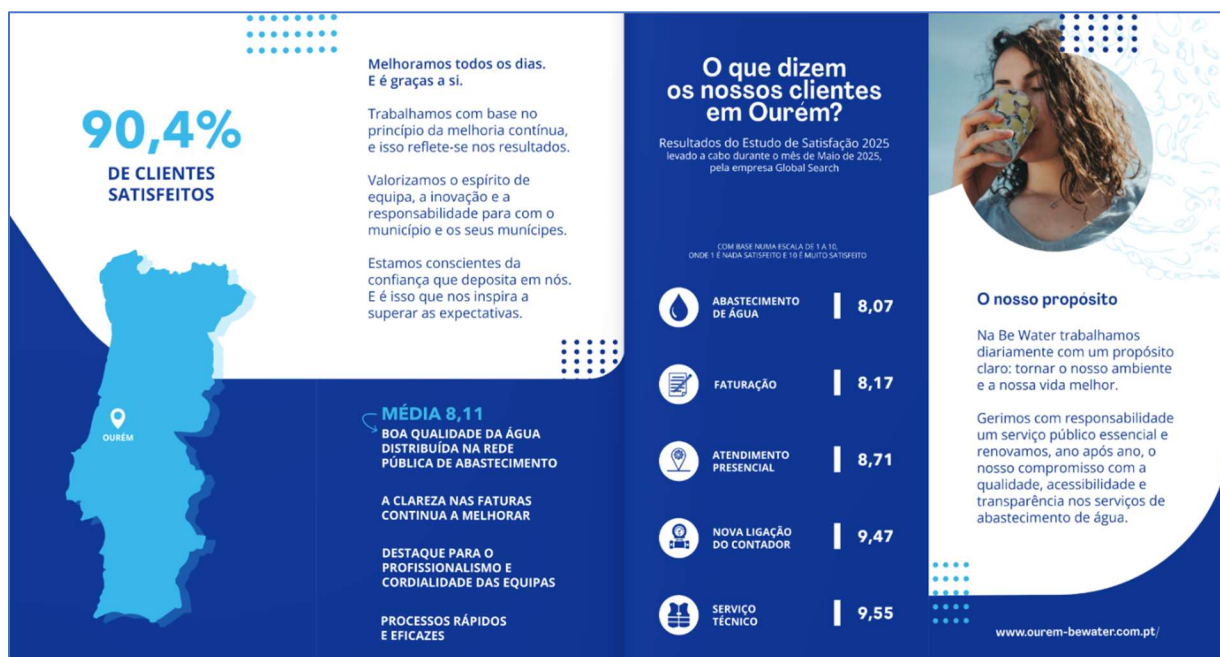 90,4%
DE CLIENTES
SATISFEITOS
OURÉM
Melhoramos todos os dias.
E é graças a si.
Trabalhamos com base no
princípio da melhoria contínua,
e isso reflete-se nos resultados.
Valorizamos o espírito de
equipa, a inovação e a
responsabilidade para com o
município e os seus munícipes.
Estamos conscientes da
confiança que deposita em nós.
E é isso que nos inspira a
superar as expectativas.
MÉDIA 8,11
BOA QUALIDADE DA ÁGUA
DISTRIBUÍDA NA REDE
PÚBLICA DE ABASTECIMENTO
A CLAREZA NAS FATURAS
CONTINUA A MELHORAR
DESTAQUE PARA O
PROFISSIONALISMO E
CORDIALIDADE DAS EQUIPAS
PROCESSOS RÁPIDOS
E EFICAZES
O que dizem
os nossos clientes
em Ourém?
Resultados do Estudo de Satisfação 2025
levado a cabo durante o mês de Maio de 2025,
pela empresa Global Search
COM BASE NUMA ESCALA DE 1 A 10,
ONDE 1 É NADA SATISFEITO E 10 É MUITO SATISFEITO
ABASTECIMENTO
DE ÁGUA
8,07
FATURAÇÃO
8,17
ATENDIMENTO
PRESENCIAL
8,71
NOVA LIGAÇÃO
DO CONTADOR
9,47
SERVIÇO
TÉCNICO
9,55
O nosso propósito
Na Be Water trabalhamos
diariamente com um propósito
claro: tornar o nosso ambiente
e a nossa vida melhor.
Gerimos com responsabilidade
um serviço público essencial e
renovamos, ano após ano, o
nosso compromisso com a
qualidade, acessibilidade e
transparência nos serviços de
abastecimento de água.
www.ourem-bewater.com.pt/